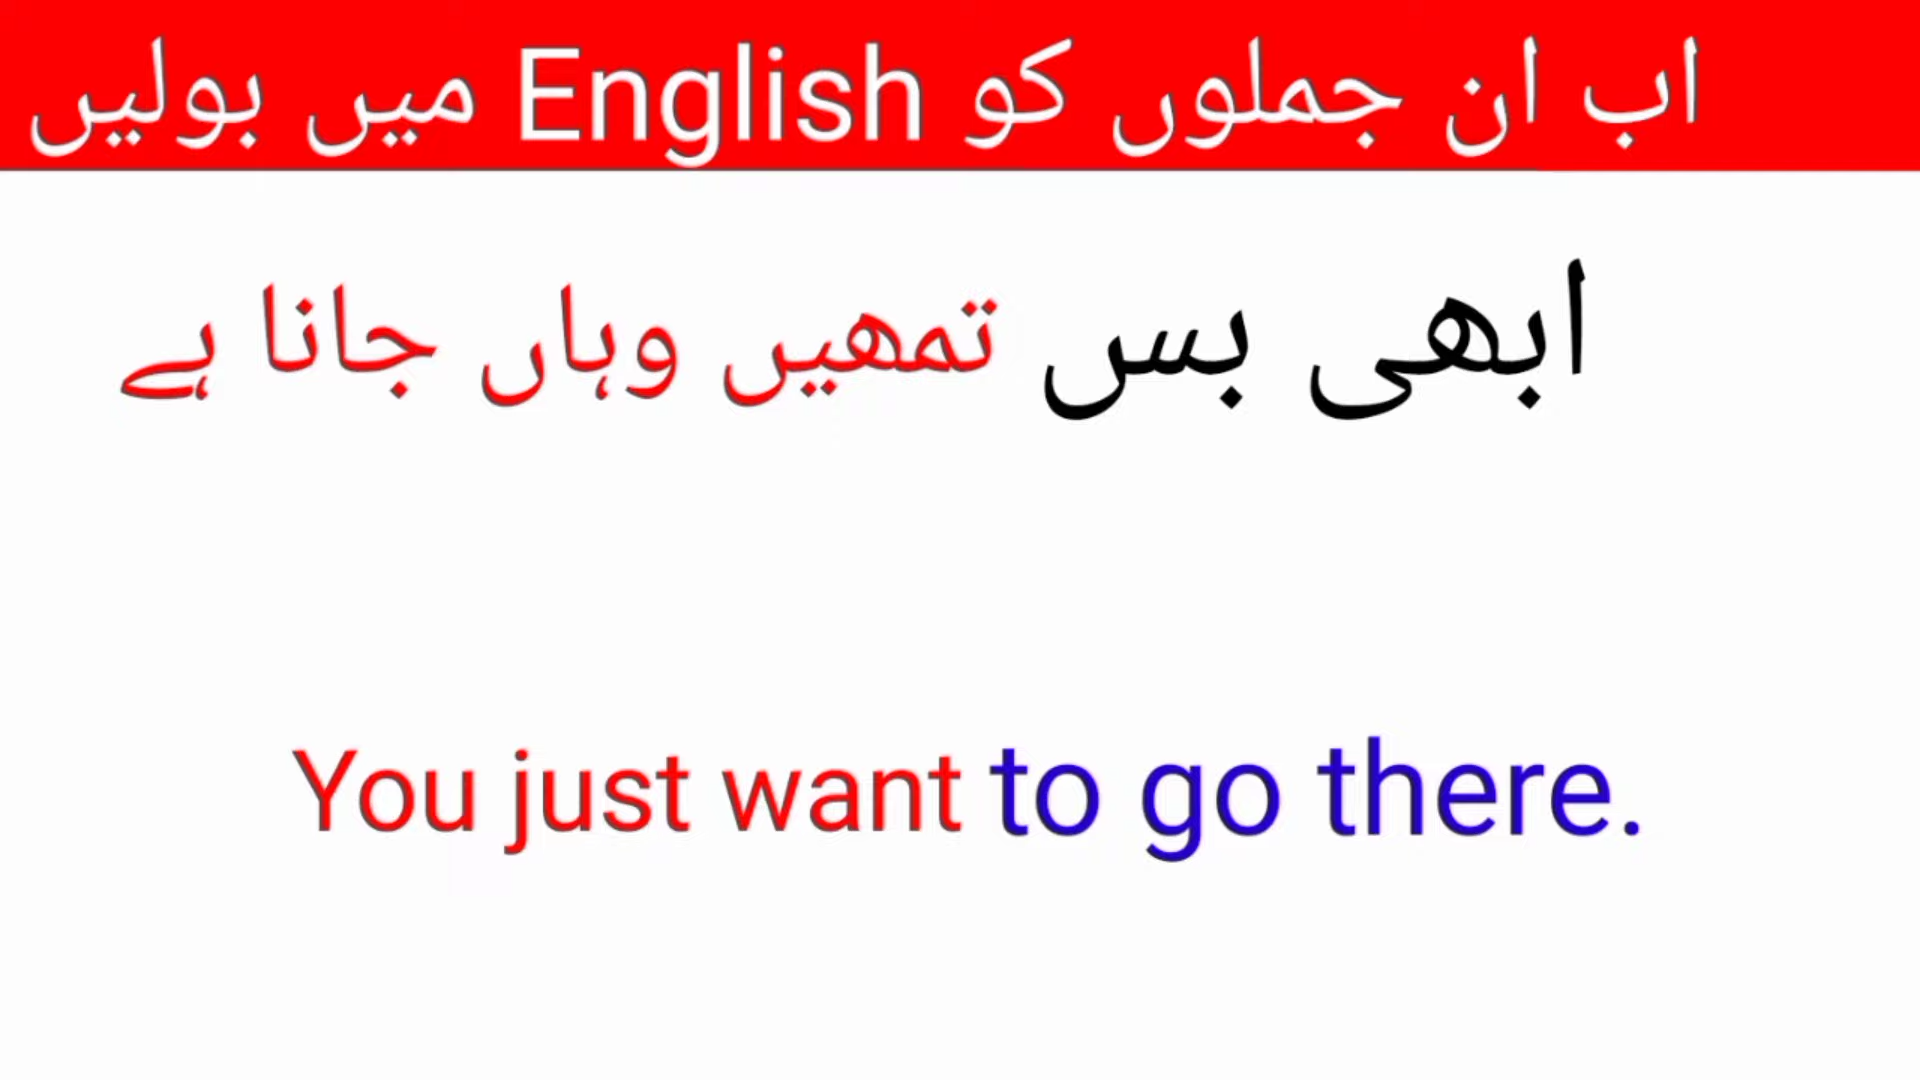 اب ان جملوں کو English میں بولیں
ابھی بس تمھیں وہاں جانا ہے
You just want to go there.